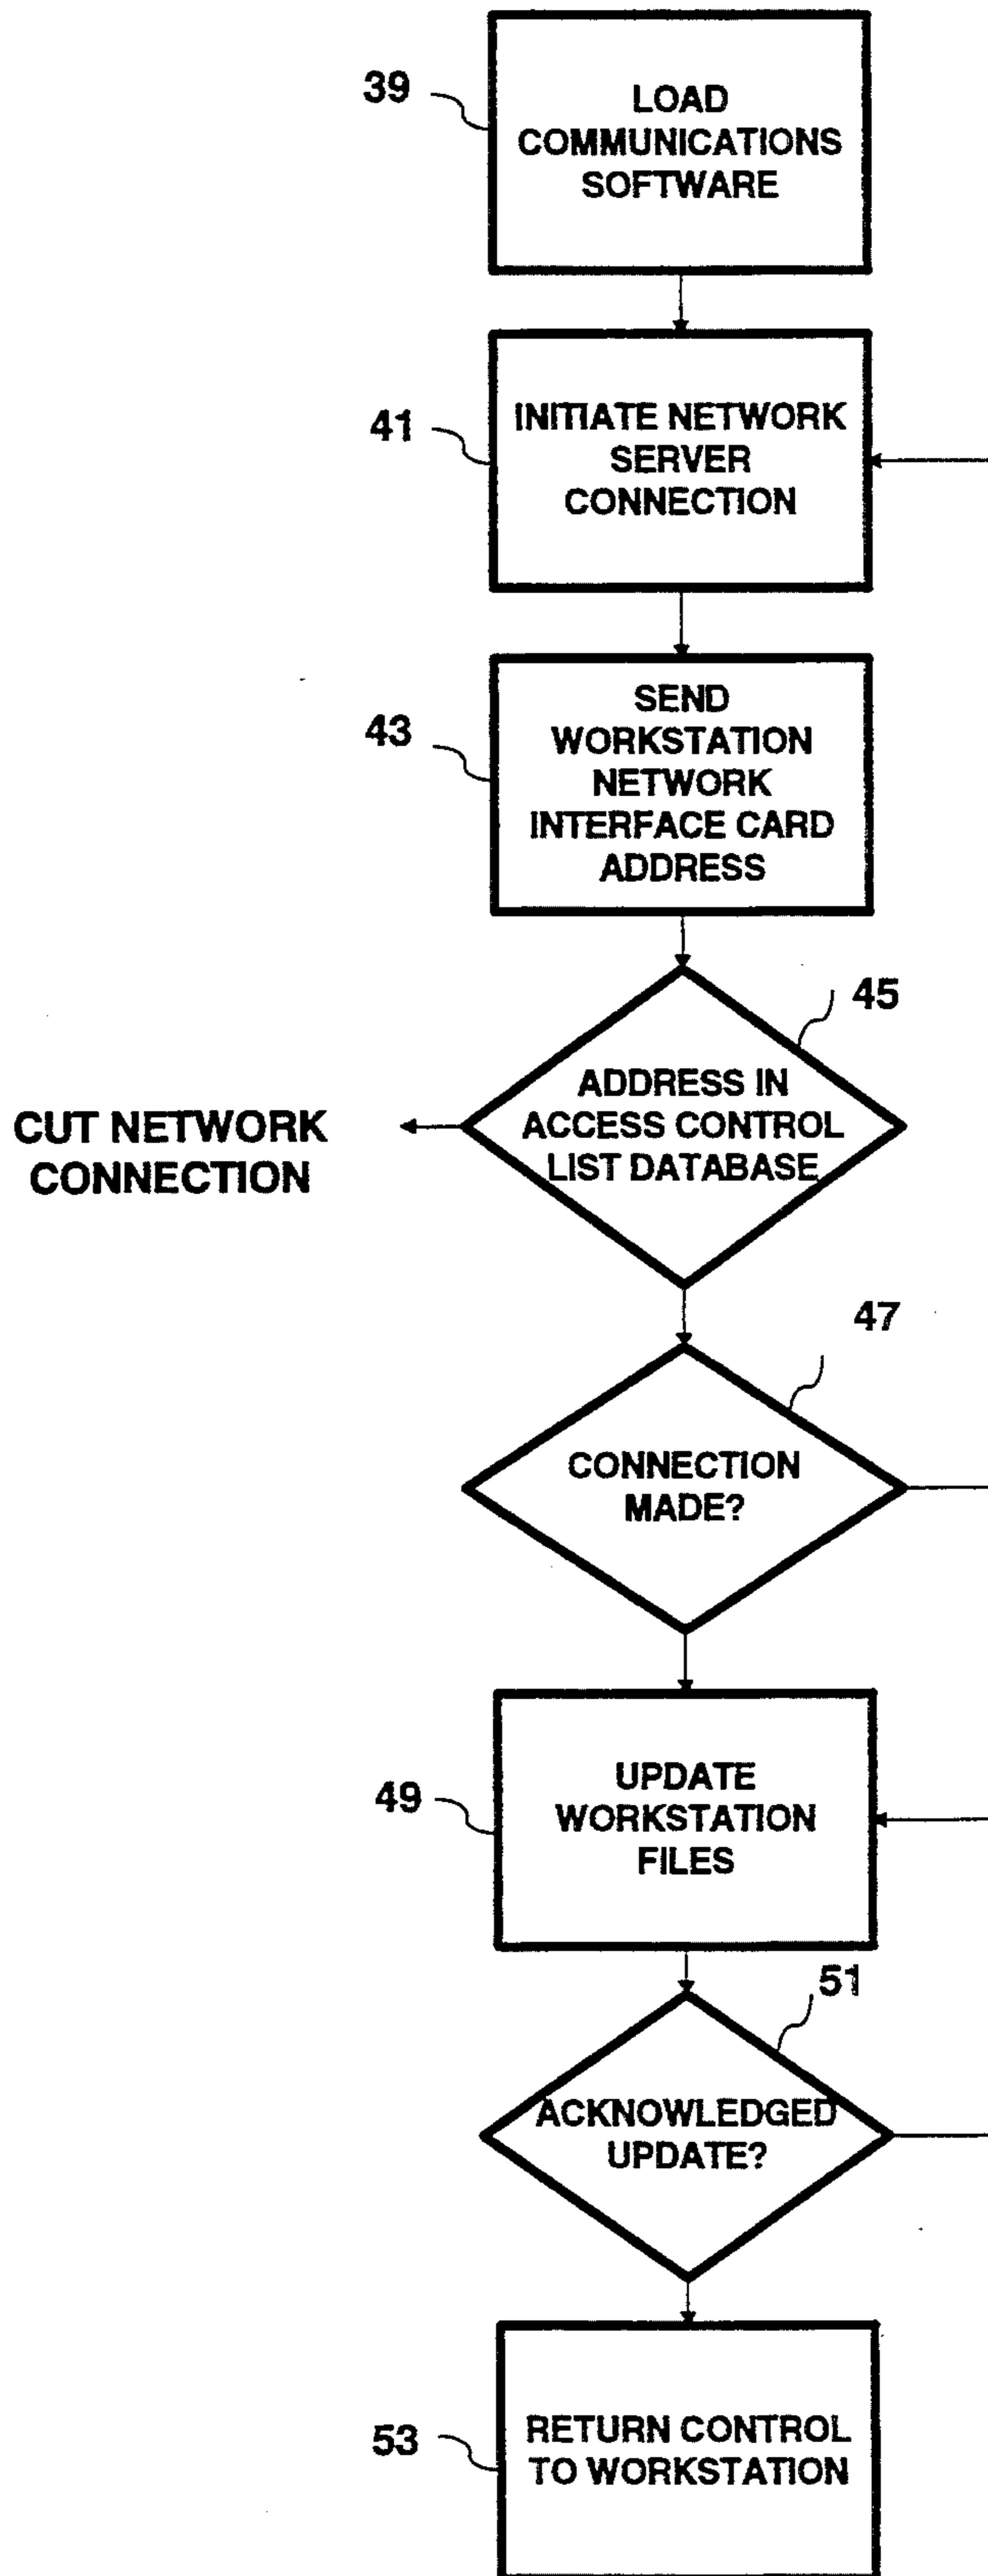 39
LOAD
COMMUNICATIONS
SOFTWARE
41
INITIATE NETWORK
SERVER
CONNECTION
43
SEND
WORKSTATION
NETWORK
INTERFACE CARD
ADDRESS
45
ADDRESS IN
ACCESS CONTROL
LIST DATABASE
CUT NETWORK
CONNECTION
47
CONNECTION
MADE?
49
UPDATE
WORKSTATION
FILES
51
ACKNOWLEDGED
UPDATE?
53
RETURN CONTROL
TO WORKSTATION